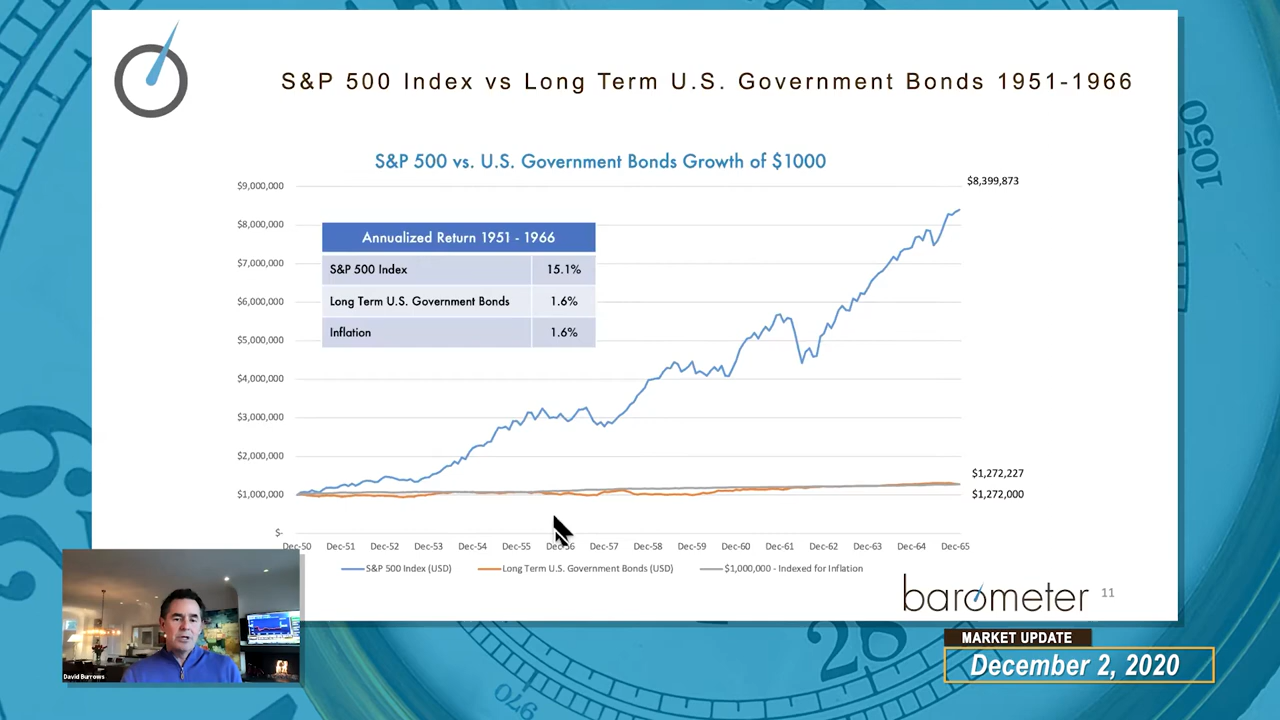 S&P 500 Index vs Long Term U.S. Government Bonds 1951-1966
S&P 500 vs. U.S. Government Bonds Growth of $1000
$9,000,000
$8,000,000
$7,000,000
$6,000,000
$5,000,000
$4,000,000
$3,000,000
$2,000,000
$1,000,000
$-
$8,399,873
$1,272,227
$1,272,000
Annualized Return 1951 - 1966
S&P 500 Index 15.1%
Long Term U.S. Government Bonds 1.6%
Inflation 1.6%
Dec-50 Dec-51 Dec-52 Dec-53 Dec-54 Dec-55 Dec-56 Dec-57 Dec-58 Dec-59 Dec-60 Dec-61 Dec-62 Dec-63 Dec-64 Dec-65
S&P 500 Index (USD) Long Term U.S. Government Bonds (USD) $1,000,000 - Indexed for Inflation
barometer 11
David Burrows
MARKET UPDATE
December 2, 2020
1050
28
970